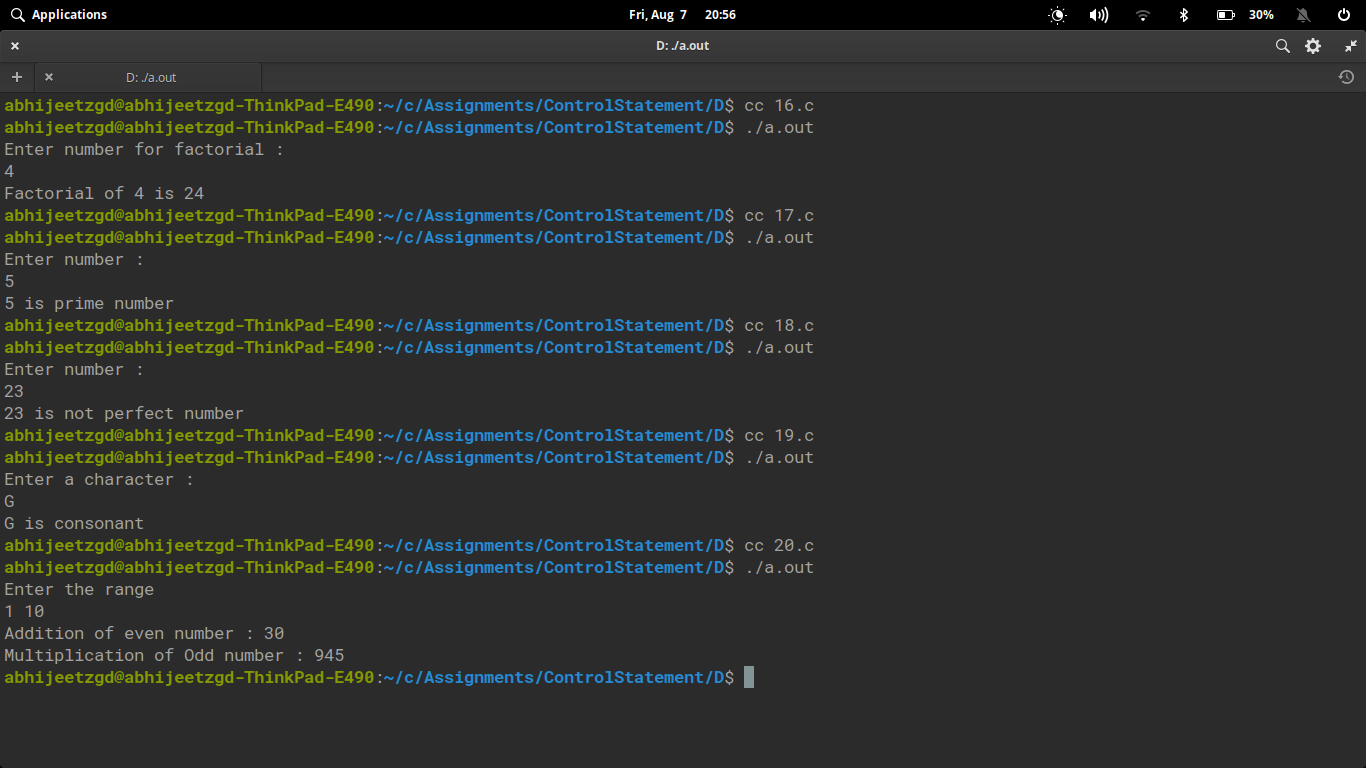 Applications
Fri, Aug 7 20:56
30%
D: ./a.out
D: ./a.out
abhijeetzgd@abhijeetzgd-ThinkPad-E490:~/c/Assignments/ControlStatement/D$ cc 16.c
abhijeetzgd@abhijeetzgd-ThinkPad-E490:~/c/Assignments/ControlStatement/D$ ./a.out
Enter number for factorial :
4
Factorial of 4 is 24
abhijeetzgd@abhijeetzgd-ThinkPad-E490:~/c/Assignments/ControlStatement/D$ cc 17.c
abhijeetzgd@abhijeetzgd-ThinkPad-E490:~/c/Assignments/ControlStatement/D$ ./a.out
Enter number :
5
5 is prime number
abhijeetzgd@abhijeetzgd-ThinkPad-E490:~/c/Assignments/ControlStatement/D$ cc 18.c
abhijeetzgd@abhijeetzgd-ThinkPad-E490:~/c/Assignments/ControlStatement/D$ ./a.out
Enter number :
23
23 is not perfect number
abhijeetzgd@abhijeetzgd-ThinkPad-E490:~/c/Assignments/ControlStatement/D$ cc 19.c
abhijeetzgd@abhijeetzgd-ThinkPad-E490:~/c/Assignments/ControlStatement/D$ ./a.out
Enter a character :
G
G is consonant
abhijeetzgd@abhijeetzgd-ThinkPad-E490:~/c/Assignments/ControlStatement/D$ cc 20.c
abhijeetzgd@abhijeetzgd-ThinkPad-E490:~/c/Assignments/ControlStatement/D$ ./a.out
Enter the range
1 10
Addition of even number : 30
Multiplication of Odd number : 945
abhijeetzgd@abhijeetzgd-ThinkPad-E490:~/c/Assignments/ControlStatement/D$